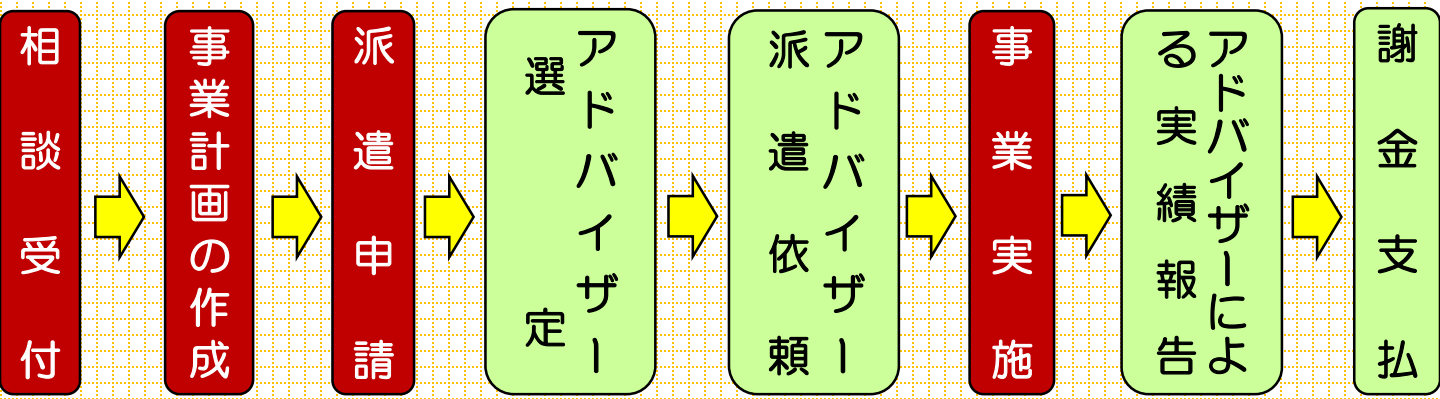 相談受付
事業計画の作成
派遣申請
アドバイザー
選定
アドバイザー
派遣依頼
事業実施
アドバイザーによ
る実績報告
謝金支払